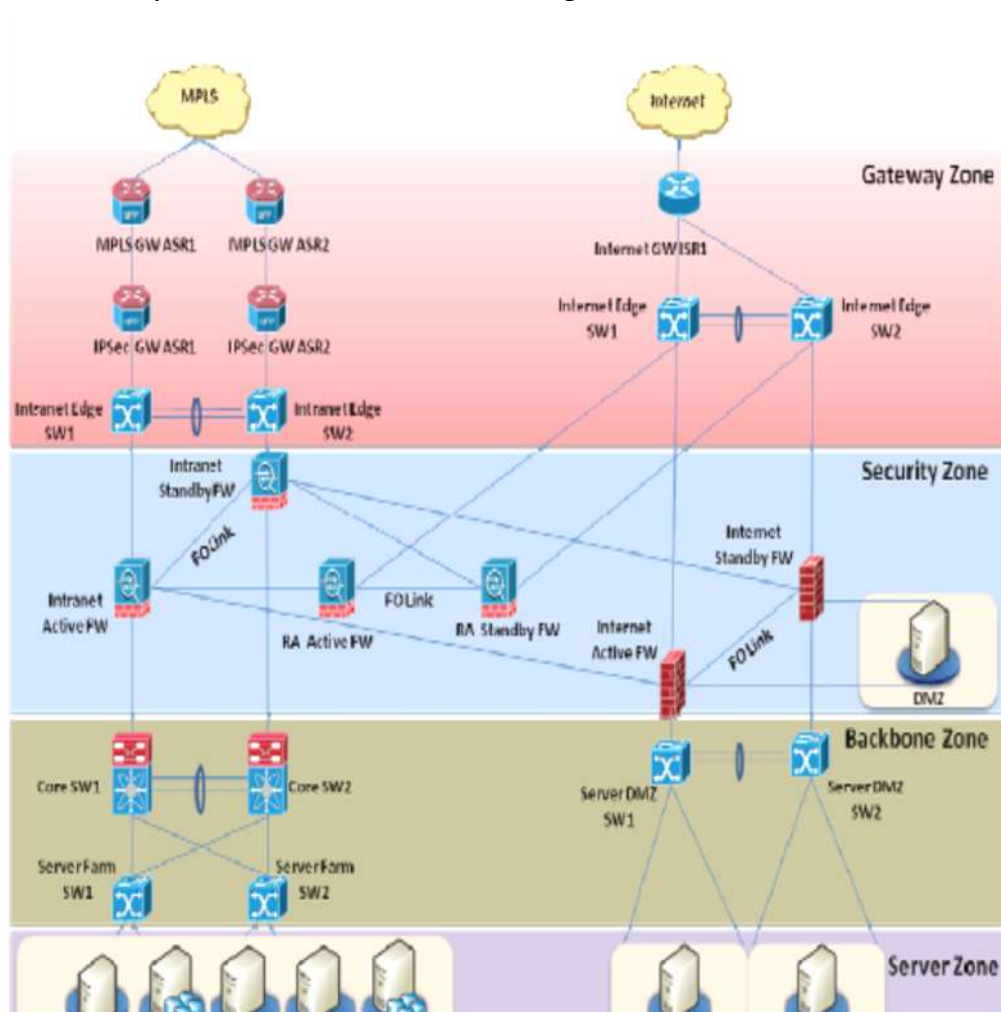 MPLS
Internet
Gateway Zone
MPLS GW ASR1
MPLS GW ASR2
Internet GW ISR1
Internet Edge
SW1
Internet Edge
SW2
IPSec GW ASR1
IPSec GW ASR2
Intranet Edge
SW1
Intranet Edge
SW2
Security Zone
Intranet
Standby FW
FO Link
Internet
Standby FW
Intranet
Active FW
RA Active FW
FO Link
RA Standby FW
Internet
Active FW
FO Link
DMZ
Backbone Zone
Core SW1
Core SW2
Server DMZ
SW1
Server DMZ
SW2
Server Farm
SW1
Server Farm
SW2
Server Zone